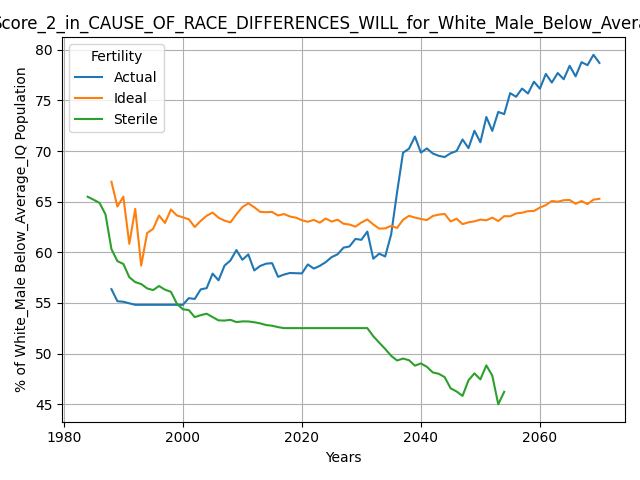 Score_2_in_CAUSE_OF_RACE_DIFFERENCES_WILL_for_White_Male_Below_Avera
Fertility
Actual
Ideal
Sterile
% of White_Male Below_Average_IQ Population
80
75
70
65
60
55
50
45
1980
2000
2020
2040
2060
Years